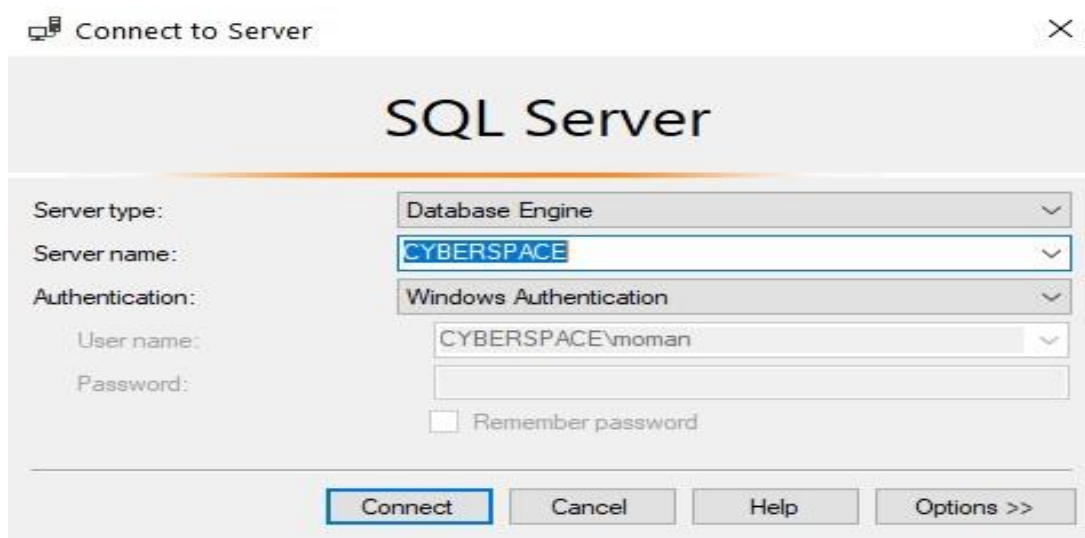 Connect to Server
SQL Server
Server type: Database Engine
Server name: CYBERSPACE
Authentication: Windows Authentication
User name: CYBERSPACE\moman
Password:
Remember password
Connect Cancel Help Options >>